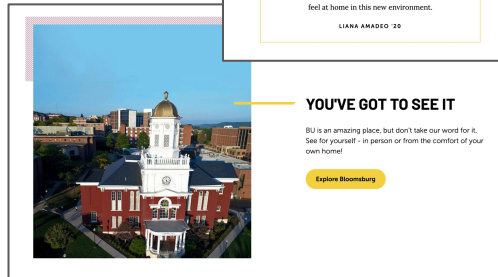 feel at home in this new environment.
LIANA AMADEO '20
YOU'VE GOT TO SEE IT
BU is an amazing place, but don't take our word for it.
See for yourself - in person or from the comfort of your
own home!
Explore Bloomsburg